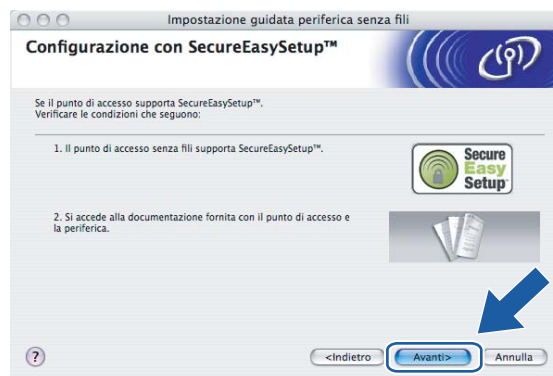 Impostazione guidata periferica senza fili
Configurazione con SecureEasySetup™
Se il punto di accesso supporta SecureEasySetup™.
Verificare le condizioni che seguono:
1. Il punto di accesso senza fili supporta SecureEasySetup™.
Secure
Easy
Setup
2. Si accede alla documentazione fornita con il punto di accesso e
la periferica.
?
<Indietro
Avanti>
Annulla